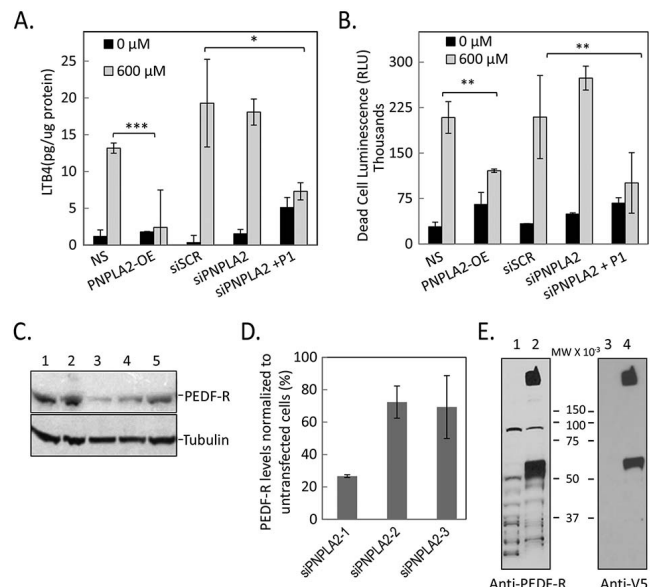 A.
0 μM
600 μM
*
***
LTB4(pg/ug protein)
25
20
15
10
5
0
NS
PNPLA2-OE
siSCR
siPNPLA2
siPNPLA2 +P1
B.
0 μM
600 μM
**
**
Dead Cell Luminescence (RLU)
Thousands
300
225
150
75
0
NS
PNPLA2-OE
siSCR
siPNPLA2
siPNPLA2 + P1
C.
1 2 3 4 5
PEDF-R
Tubulin
D.
PEDF-R levels normalized to
untransfected cells (%)
100
80
60
40
20
0
siPNPLA2-1
siPNPLA2-2
siPNPLA2-3
E.
1 2 MW X 10-3 3 4
150
100
75
50
37
Anti-PEDF-R Anti-V5